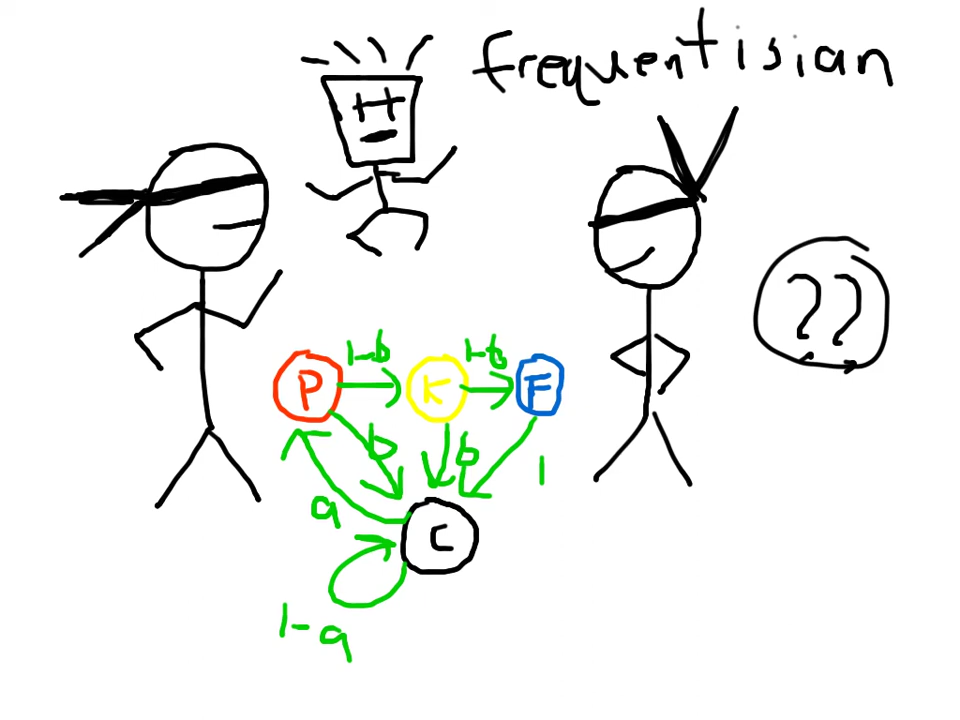 frequentisian
??
1-b 1-b
P K F
b b 1
a
C
1-a